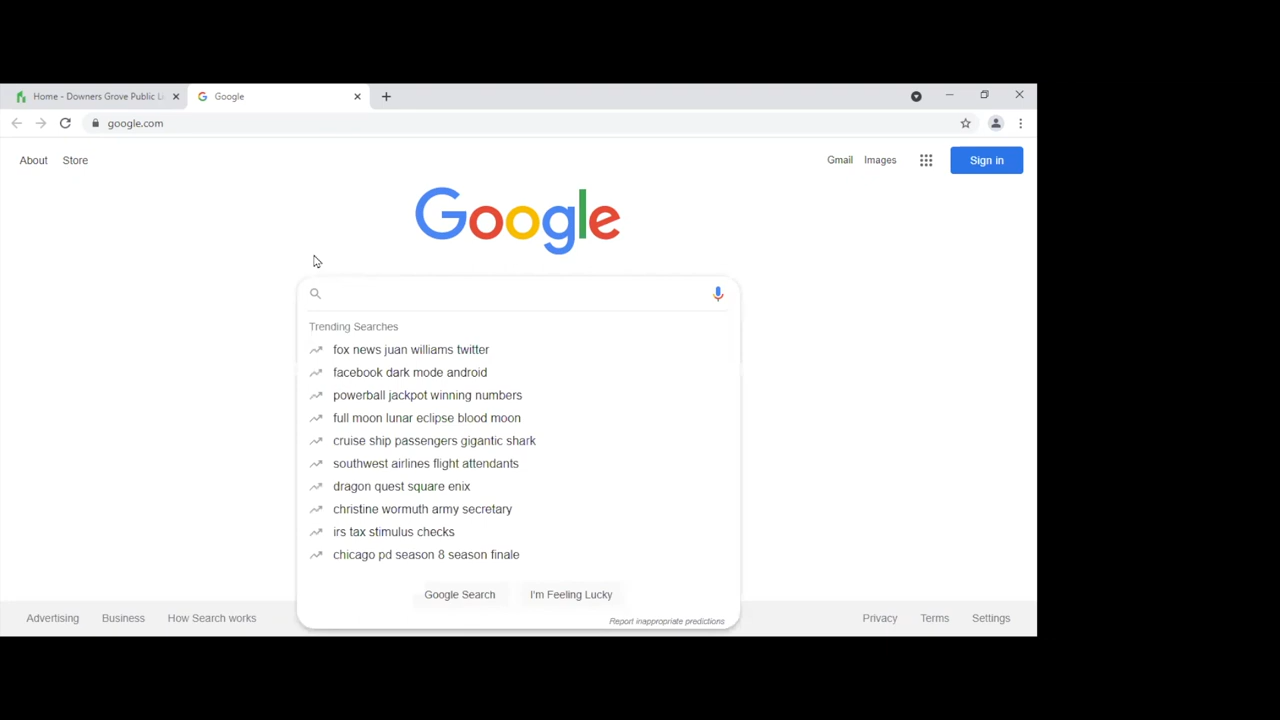 Home - Downers Grove Public Li
Google
google.com
About Store
Gmail Images Sign in
Google
Trending Searches
fox news juan williams twitter
facebook dark mode android
powerball jackpot winning numbers
full moon lunar eclipse blood moon
cruise ship passengers gigantic shark
southwest airlines flight attendants
dragon quest square enix
christine wormuth army secretary
irs tax stimulus checks
chicago pd season 8 season finale
Google Search I'm Feeling Lucky
Report inappropriate predictions
Advertising Business How Search works
Privacy Terms Settings